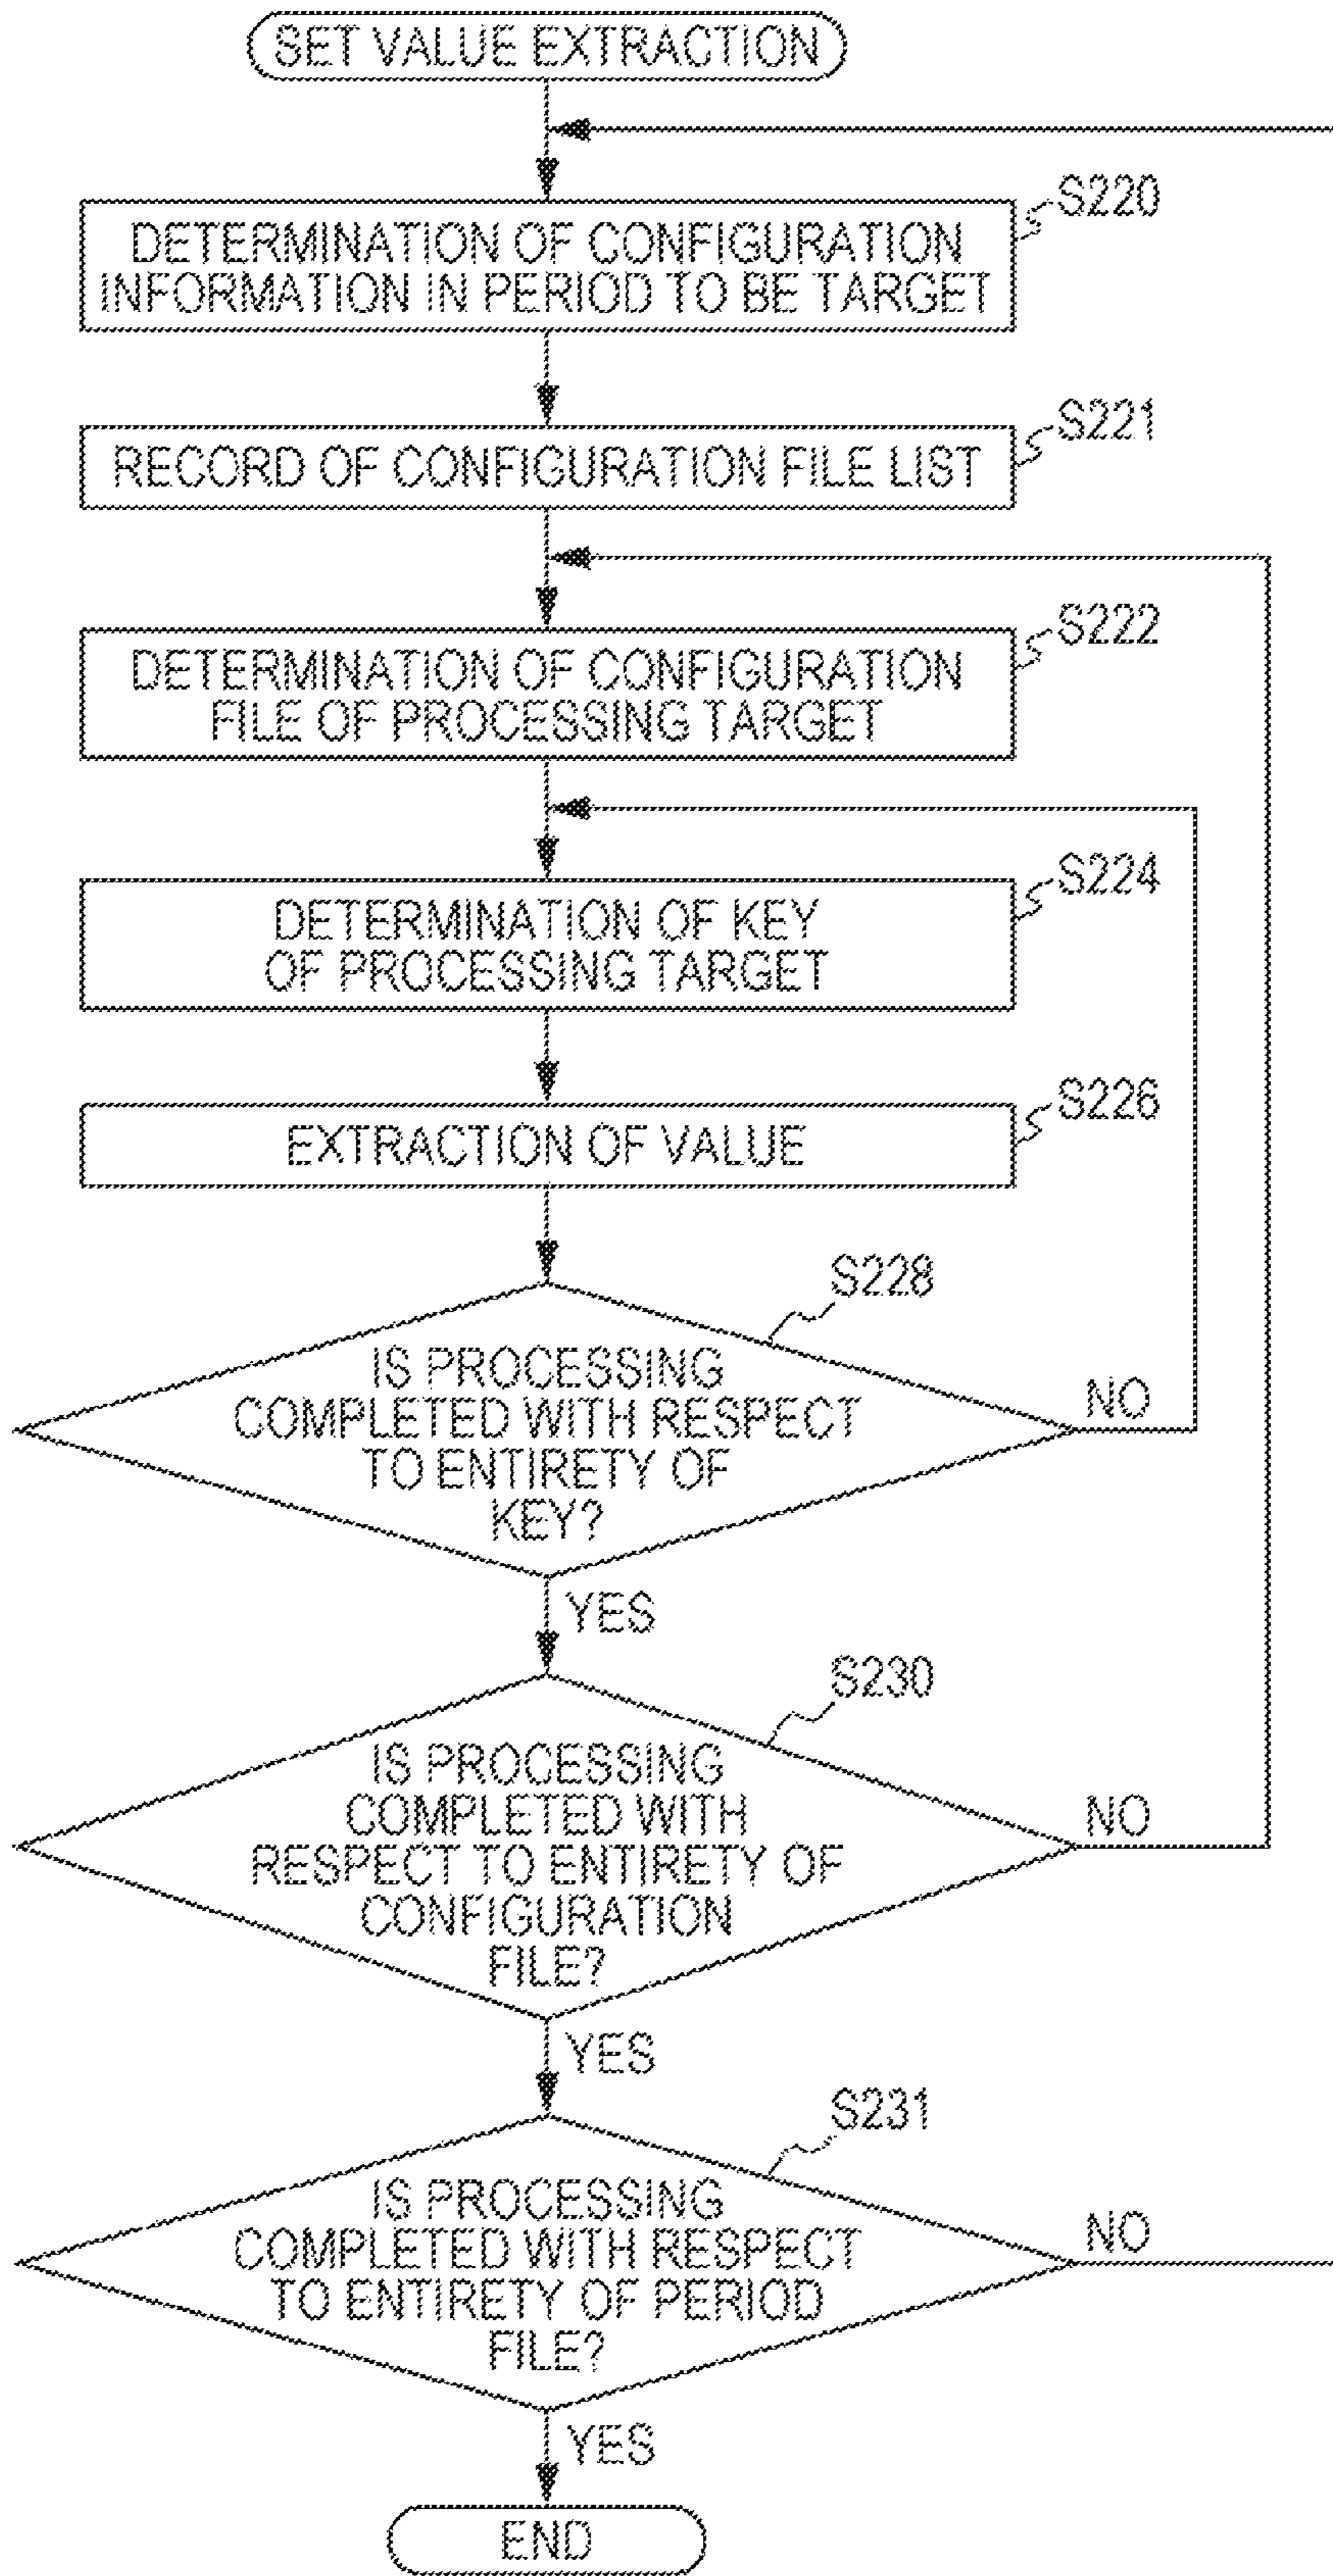 SET VALUE EXTRACTION
S220
DETERMINATION OF CONFIGURATION
INFORMATION IN PERIOD TO BE TARGET
S221
RECORD OF CONFIGURATION FILE LIST
S222
DETERMINATION OF CONFIGURATION
FILE OF PROCESSING TARGET
S224
DETERMINATION OF KEY
OF PROCESSING TARGET
S226
EXTRACTION OF VALUE
S228
IS PROCESSING
COMPLETED WITH RESPECT
TO ENTIRETY OF
KEY?
NO
YES
S230
IS PROCESSING
COMPLETED WITH
RESPECT TO ENTIRETY OF
CONFIGURATION
FILE?
NO
YES
S231
IS PROCESSING
COMPLETED WITH RESPECT
TO ENTIRETY OF PERIOD
FILE?
NO
YES
END